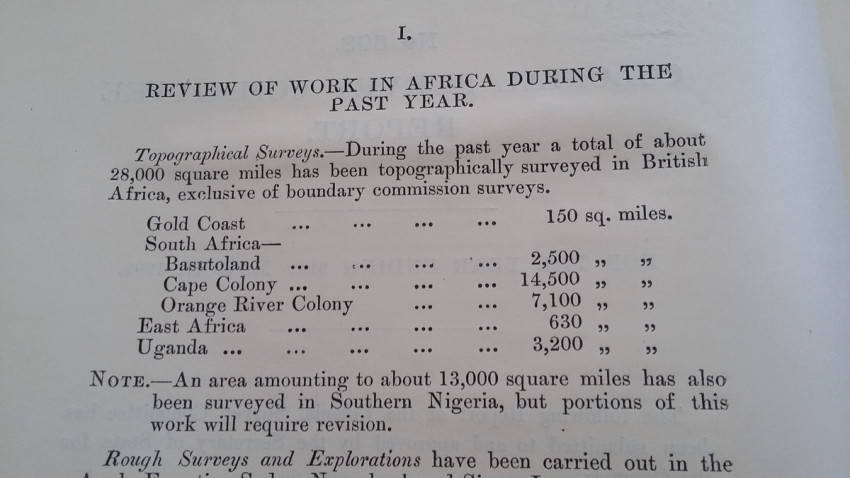 I.
REVIEW OF WORK IN AFRICA DURING THE
PAST YEAR.
Topographical Surveys.—During the past year a total of about
28,000 square miles has been topographically surveyed in British
Africa, exclusive of boundary commission surveys.
Gold Coast ... ... ... ... 150 sq. miles.
South Africa—
Basutoland ... ... ... ... 2,500 ,, ,,
Cape Colony ... ... ... ... 14,500 ,, ,,
Orange River Colony ... ... 7,100 ,, ,,
East Africa ... ... ... ... 630 ,, ,,
Uganda ... ... ... ... ... 3,200 ,, ,,
NOTE.—An area amounting to about 13,000 square miles has also
been surveyed in Southern Nigeria, but portions of this
work will require revision.
Rough Surveys and Explorations have been carried out in the